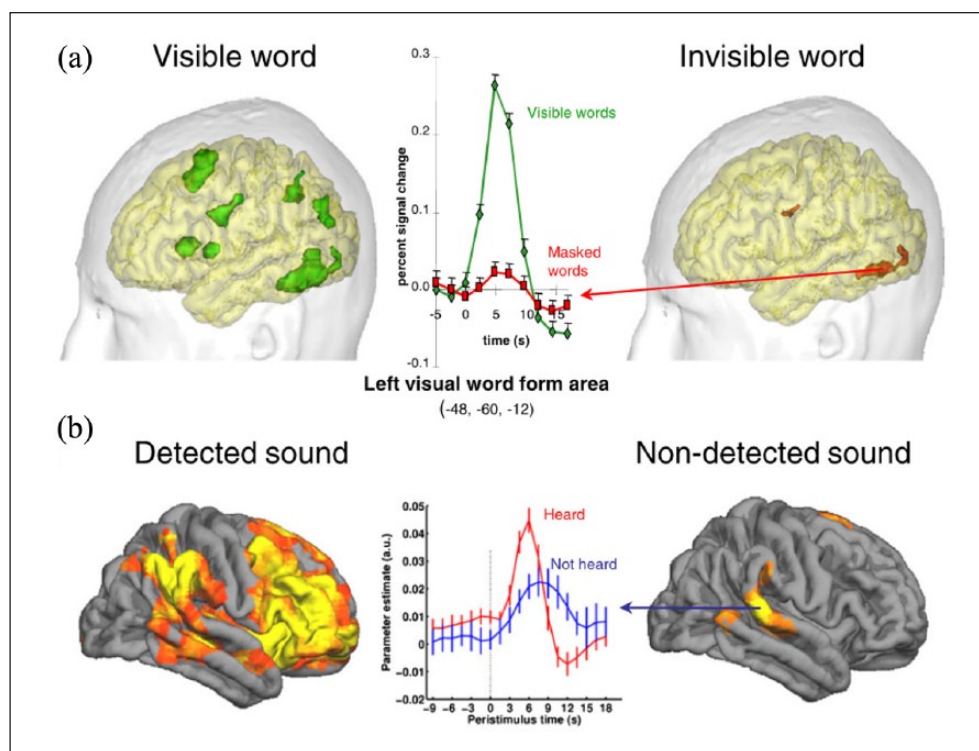 (a)
Visible word
Invisible word
0.3
0.2
0.1
0.0
-0.1
percent signal change
Visible words
Masked
words
-5 0 5 10 15
time (s)
Left visual word form area
(-48, -60, -12)
(b)
Detected sound
Non-detected sound
0.05
0.04
0.03
0.02
0.01
0
-0.01
-0.02
Parameter estimate (a.u.)
Heard
Not heard
-9 -6 -3 0 3 6 9 12 15 18
Peristimulus time (s)